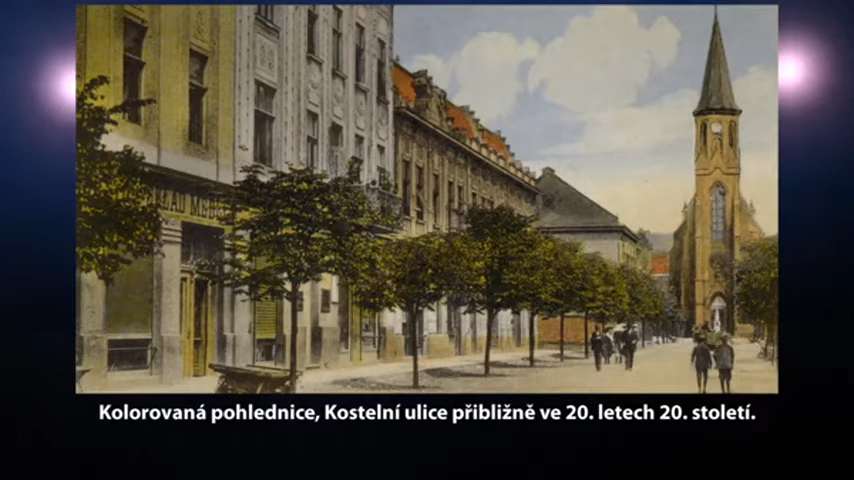 Kolorovaná pohlednice, Kostelní ulice přibližně ve 20. letech 20. století.